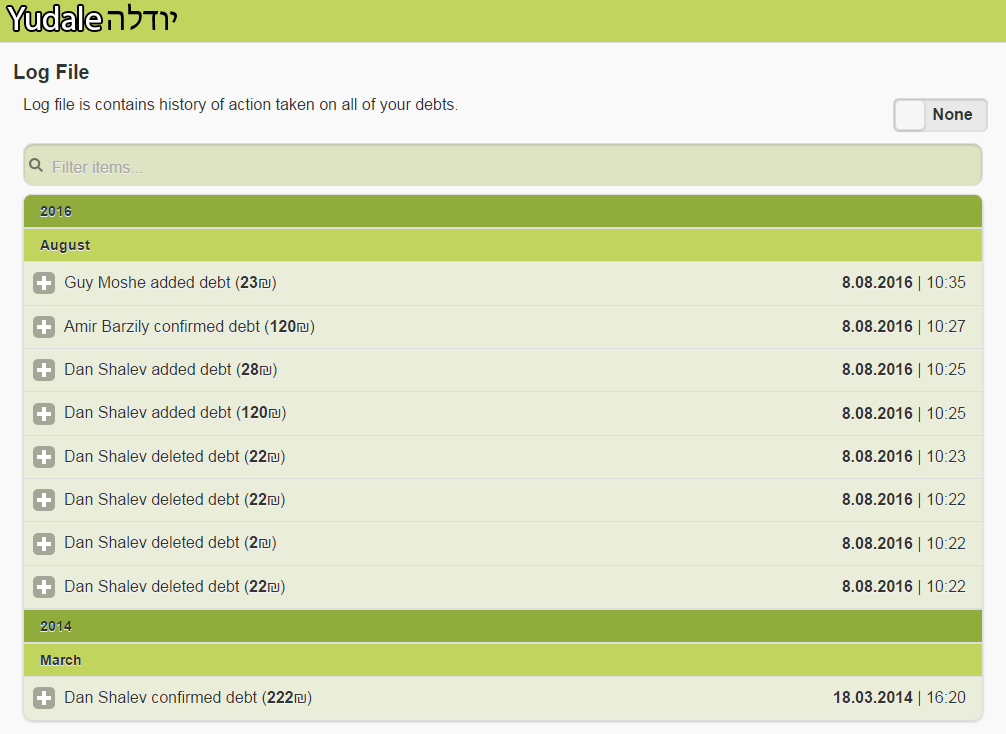 Yudale יודלה
Log File
Log file is contains history of action taken on all of your debts.
None
Filter items...
2016
August
Guy Moshe added debt (23₪) 8.08.2016 | 10:35
Amir Barzily confirmed debt (120₪) 8.08.2016 | 10:27
Dan Shalev added debt (28₪) 8.08.2016 | 10:25
Dan Shalev added debt (120₪) 8.08.2016 | 10:25
Dan Shalev deleted debt (22₪) 8.08.2016 | 10:23
Dan Shalev deleted debt (22₪) 8.08.2016 | 10:22
Dan Shalev deleted debt (2₪) 8.08.2016 | 10:22
Dan Shalev deleted debt (22₪) 8.08.2016 | 10:22
2014
March
Dan Shalev confirmed debt (222₪) 18.03.2014 | 16:20